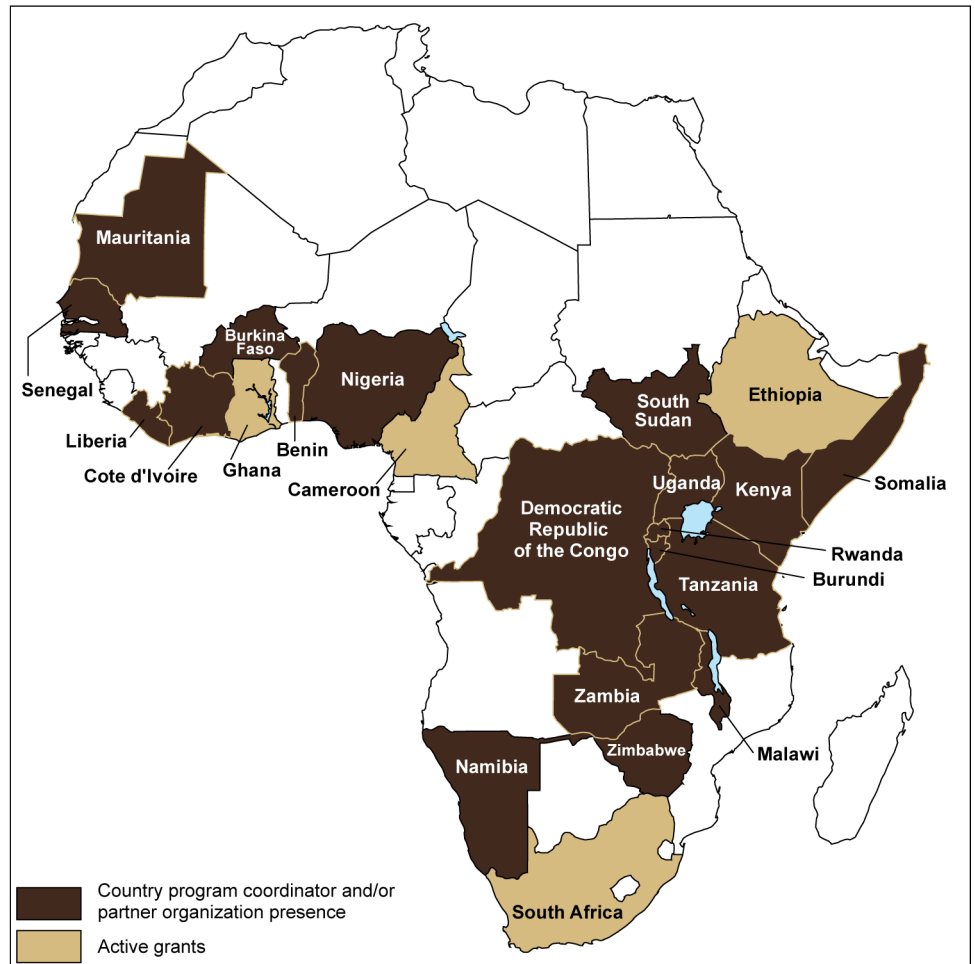 Mauritania
Senegal
Burkina
Faso
Nigeria
Liberia
Cote d'Ivoire
Ghana
Benin
Cameroon
Ethiopia
South
Sudan
Somalia
Uganda
Kenya
Democratic
Republic
of the Congo
Rwanda
Burundi
Tanzania
Zambia
Malawi
Zimbabwe
Namibia
South Africa
Country program coordinator and/or
partner organization presence
Active grants